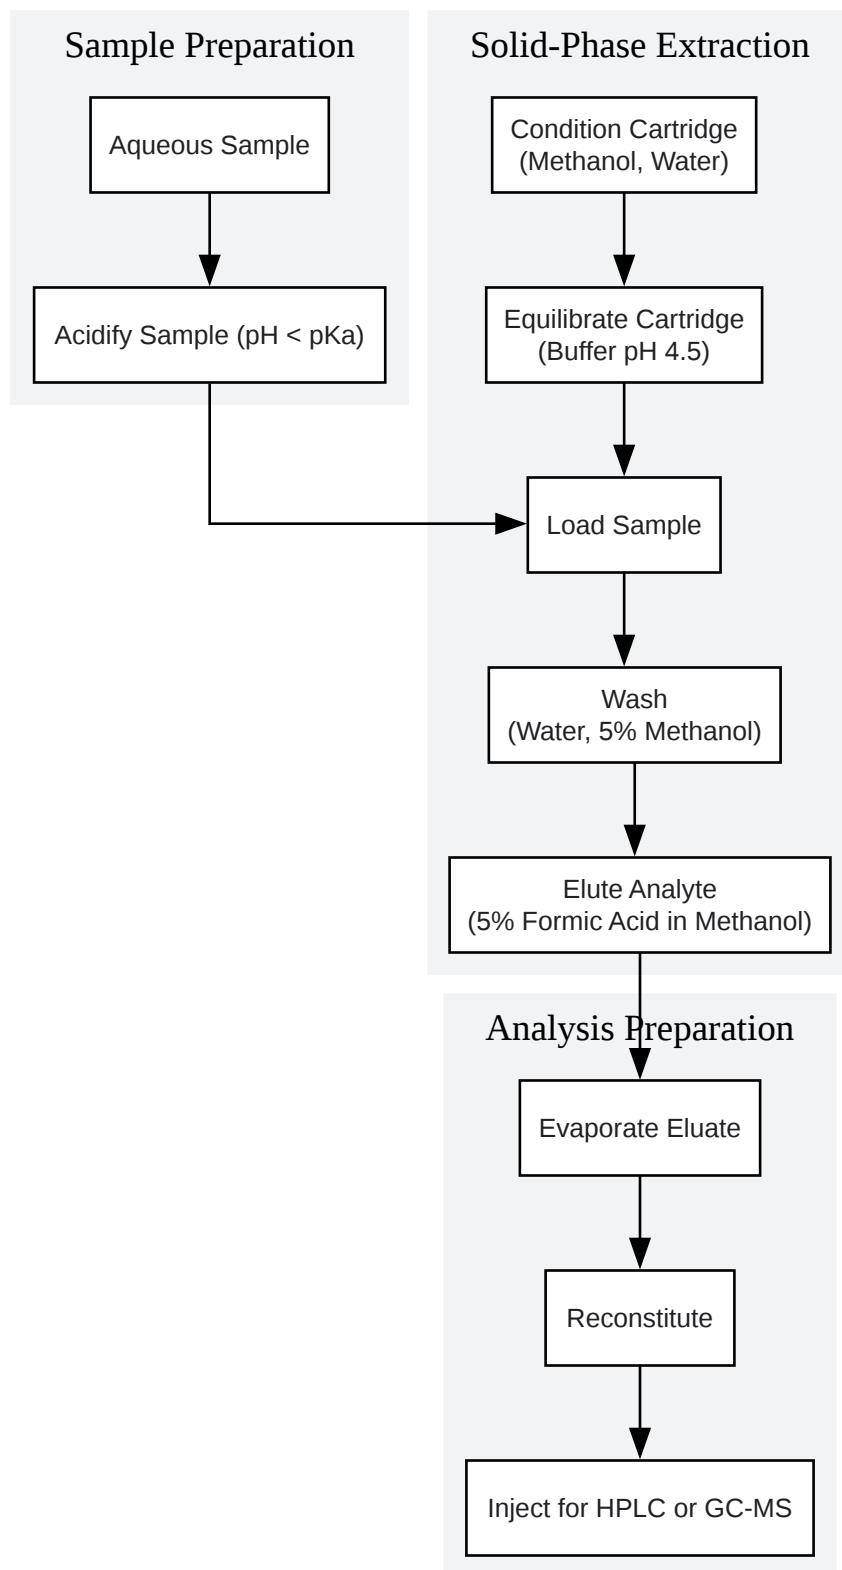 Sample Preparation
Aqueous Sample
Acidify Sample (pH < pKa)
Solid-Phase Extraction
Condition Cartridge
(Methanol, Water)
Equilibrate Cartridge
(Buffer pH 4.5)
Load Sample
Wash
(Water, 5% Methanol)
Elute Analyte
(5% Formic Acid in Methanol)
Analysis Preparation
Evaporate Eluate
Reconstitute
Inject for HPLC or GC-MS